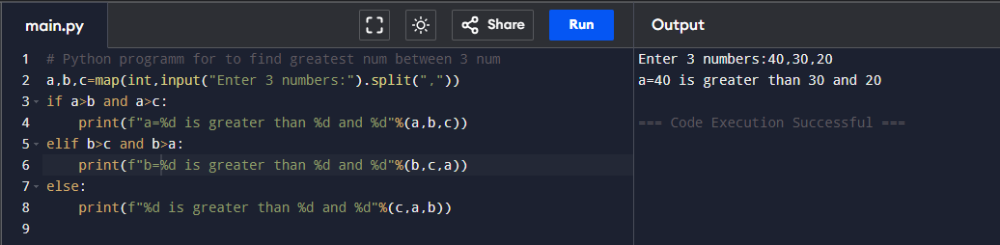 main.py
Share
Run
Output
1 # Python programm for to find greatest num between 3 num
2 a,b,c=map(int,input("Enter 3 numbers:").split(","))
3 if a>b and a>c:
4     print(f"a=%d is greater than %d and %d"%(a,b,c))
5 elif b>c and b>a:
6     print(f"b=%d is greater than %d and %d"%(b,c,a))
7 else:
8     print(f"%d is greater than %d and %d"%(c,a,b))
9
Enter 3 numbers:40,30,20
a=40 is greater than 30 and 20
=== Code Execution Successful ===